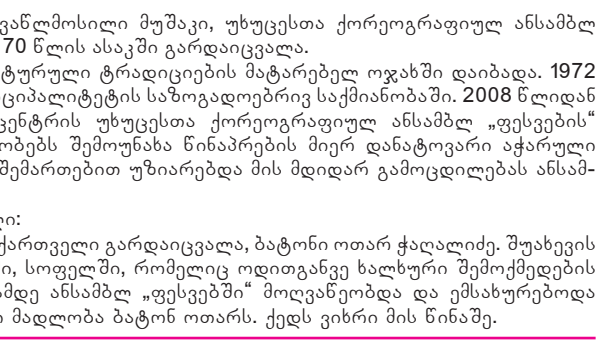 ვაწლმოსილი მუშაკი, უხუცესთა ქორეოგრაფიულ ანსამბლ
70 წლის ასაკში გარდაიცვალა.
ტურული ტრადიციების მატარებელ ოჯახში დაიბადა. 1972
ციპალიტეტის საზოგადოებრივ საქმიანობაში. 2008 წლიდან
ცენტრის უხუცესთა ქორეოგრაფიულ ანსამბლ „ფესვების“
ობებს შემოუნახა წინაპრების მიერ დანატოვარი აჭარული
შემართებით უზიარებდა მის მდიდარ გამოცდილებას ანსამ-
ლი:
ქართველი გარდაიცვალა, ბატონი ოთარ ჭაღალიძე. შუახევის
ი, სოფელში, რომელიც ოდითგანვე ხალხური შემოქმედების
ამდე ანსამბლ „ფესვებში“ მოღვაწეობდა და ემსახურებოდა
ი მადლობა ბატონ ოთარს. ქედს ვიხრი მის წინაშე.